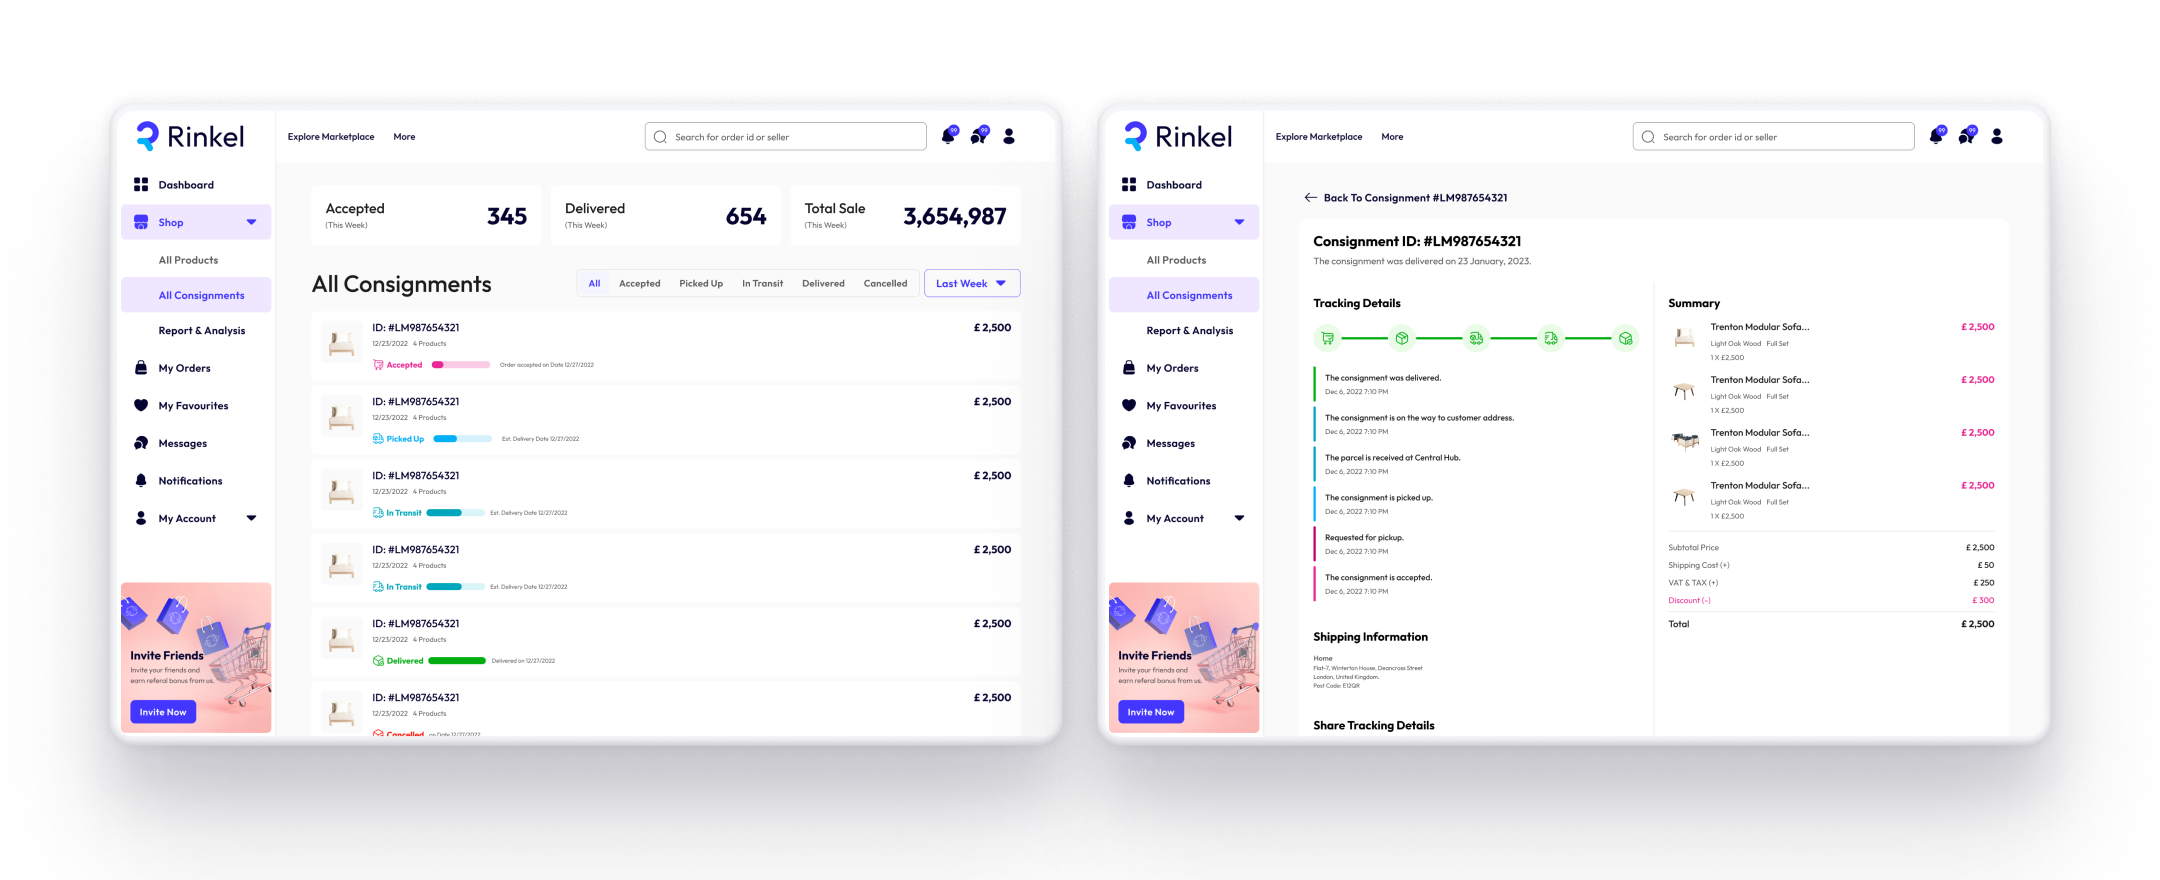 Rinkel
Explore Marketplace More
Search for order id or seller
99 99
Dashboard
Shop
All Products
All Consignments
Report & Analysis
My Orders
My Favourites
Messages
Notifications
My Account
Invite Friends
Invite your friends and
earn referal bonus from us.
Invite Now
Accepted
(This Week)
345
Delivered
(This Week)
654
Total Sale
(This Week)
3,654,987
All Consignments
All Accepted Picked Up In Transit Delivered Cancelled
Last Week
ID: #LM987654321 £ 2,500
12/23/2022 4 Products
Accepted Order accepted on Date 12/27/2022
ID: #LM987654321 £ 2,500
12/23/2022 4 Products
Picked Up Est. Delivery Date 12/27/2022
ID: #LM987654321 £ 2,500
12/23/2022 4 Products
In Transit Est. Delivery Date 12/27/2022
ID: #LM987654321 £ 2,500
12/23/2022 4 Products
In Transit Est. Delivery Date 12/27/2022
ID: #LM987654321 £ 2,500
12/23/2022 4 Products
Delivered Delivered on 12/27/2022
ID: #LM987654321 £ 2,500
12/23/2022 4 Products
Cancelled on Date 12/27/2022
Rinkel
Explore Marketplace More
Search for order id or seller
99 99
Dashboard
Shop
All Products
All Consignments
Report & Analysis
My Orders
My Favourites
Messages
Notifications
My Account
Invite Friends
Invite your friends and
earn referal bonus from us.
Invite Now
Back To Consignment #LM987654321
Consignment ID: #LM987654321
The consignment was delivered on 23 January, 2023.
Tracking Details
The consignment was delivered.
Dec 6, 2022 7:10 PM
The consignment is on the way to customer address.
Dec 6, 2022 7:10 PM
The parcel is received at Central Hub.
Dec 6, 2022 7:10 PM
The consignment is picked up.
Dec 6, 2022 7:10 PM
Requested for pickup.
Dec 6, 2022 7:10 PM
The consignment is accepted.
Dec 6, 2022 7:10 PM
Shipping Information
Home
Flat-7, Winterton House, Deancross Street
London, United Kingdom.
Post Code: E12QR
Share Tracking Details
Summary
Trenton Modular Sofa... £ 2,500
Light Oak Wood Full Set
1 X £2,500
Trenton Modular Sofa... £ 2,500
Light Oak Wood Full Set
1 X £2,500
Trenton Modular Sofa... £ 2,500
Light Oak Wood Full Set
1 X £2,500
Trenton Modular Sofa... £ 2,500
Light Oak Wood Full Set
1 X £2,500
Subtotal Price £ 2,500
Shipping Cost (+) £ 50
VAT & TAX (+) £ 250
Discount (-) £ 300
Total £ 2,500